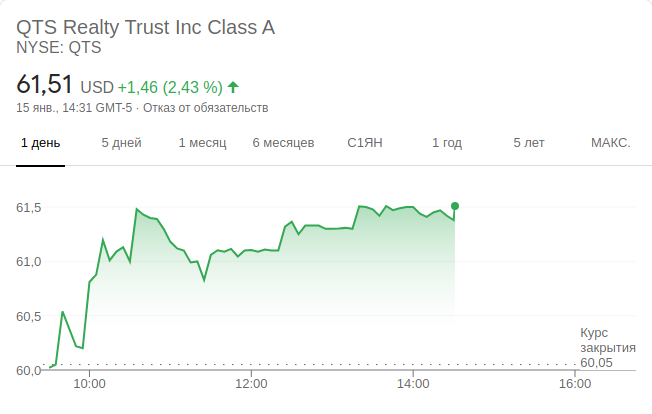 QTS Realty Trust Inc Class A
NYSE: QTS
61,51 USD +1,46 (2,43 %)
15 янв., 14:31 GMT-5 · Отказ от обязательств
1 день 5 дней 1 месяц 6 месяцев С1ЯН 1 год 5 лет МАКС.
61,5
61,0
60,5
60,0
Курс
закрытия
60,05
10:00 12:00 14:00 16:00